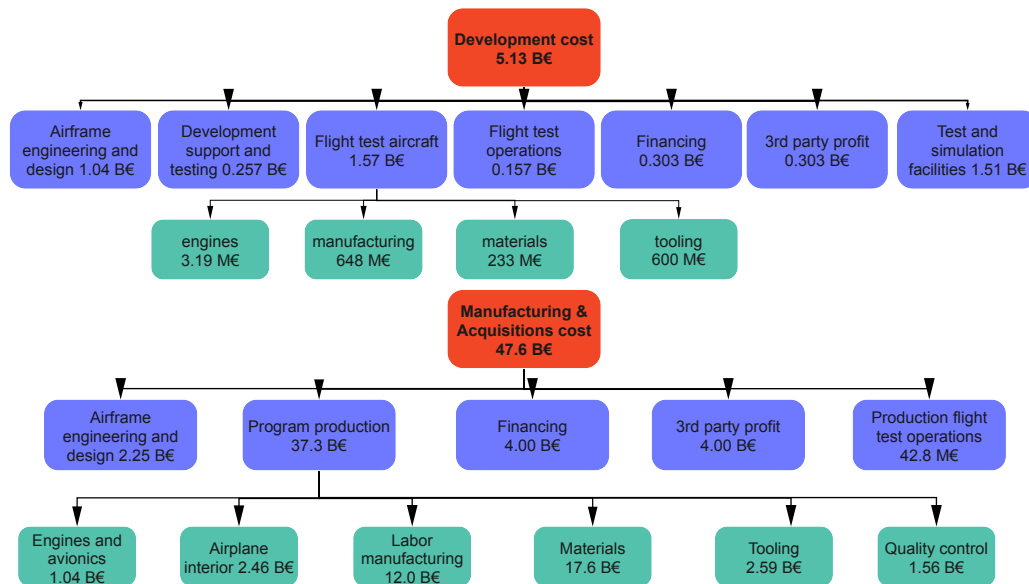 Development cost
5.13 B€
Airframe
engineering and
design 1.04 B€
Development
support and
testing 0.257 B€
Flight test aircraft
1.57 B€
Flight test
operations
0.157 B€
Financing
0.303 B€
3rd party profit
0.303 B€
Test and
simulation
facilities 1.51 B€
engines
3.19 M€
manufacturing
648 M€
materials
233 M€
tooling
600 M€
Manufacturing &
Acquisitions cost
47.6 B€
Airframe
engineering and
design 2.25 B€
Program production
37.3 B€
Financing
4.00 B€
3rd party profit
4.00 B€
Production flight
test operations
42.8 M€
Engines and
avionics
1.04 B€
Airplane
interior 2.46 B€
Labor
manufacturing
12.0 B€
Materials
17.6 B€
Tooling
2.59 B€
Quality control
1.56 B€